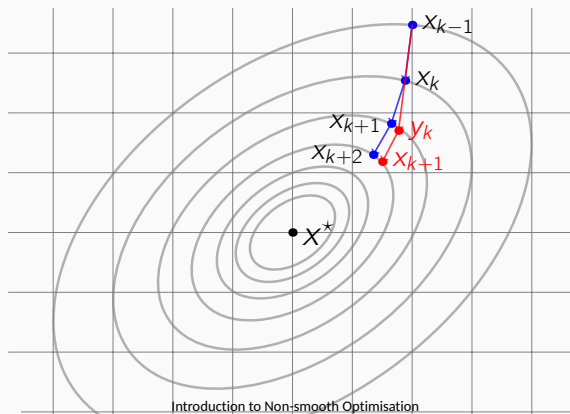 x_{k−1}
x_k
x_{k+1}
y_k
x_{k+2}
x_{k+1}
x^⋆
Introduction to Non-smooth Optimisation